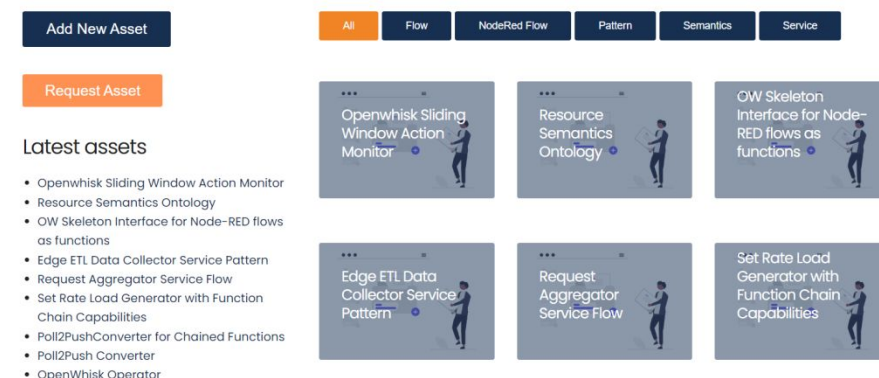 Add New Asset
All
Flow
NodeRed Flow
Pattern
Semantics
Service
Request Asset
Latest assets
Openwhisk Sliding Window Action Monitor
Resource Semantics Ontology
OW Skeleton Interface for Node-RED flows
as functions
Edge ETL Data Collector Service Pattern
Request Aggregator Service Flow
Set Rate Load Generator with Function
Chain Capabilities
Poll2PushConverter for Chained Functions
Poll2Push Converter
OpenWhisk Operator
Openwhisk Sliding
Window Action
Monitor
Resource
Semantics
Ontology
OW Skeleton
Interface for Node-
RED flows as
functions
Edge ETL Data
Collector Service
Pattern
Request
Aggregator
Service Flow
Set Rate Load
Generator with
Function Chain
Capabilities